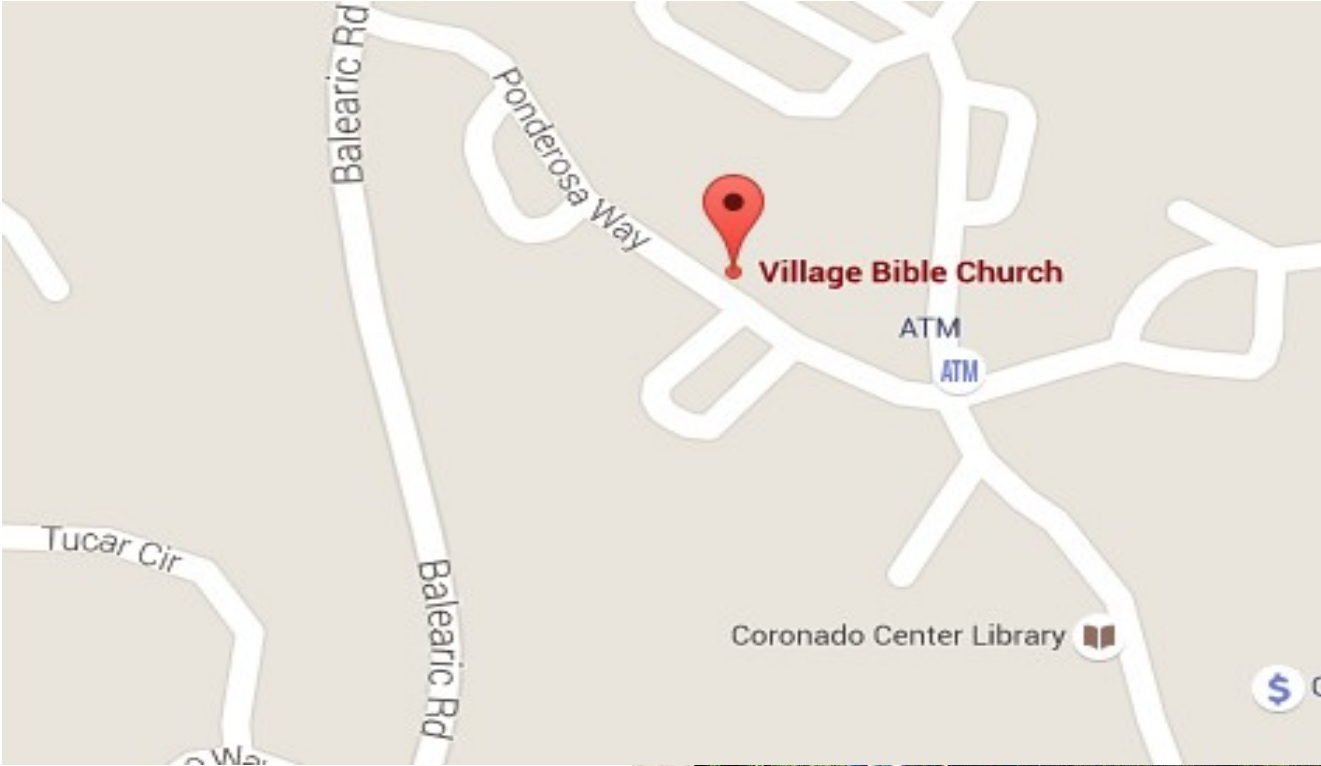 Balearic Rd
Ponderosa Way
Village Bible Church
ATM
ATM
Tucar Cir
Balearic Rd
Coronado Center Library
$